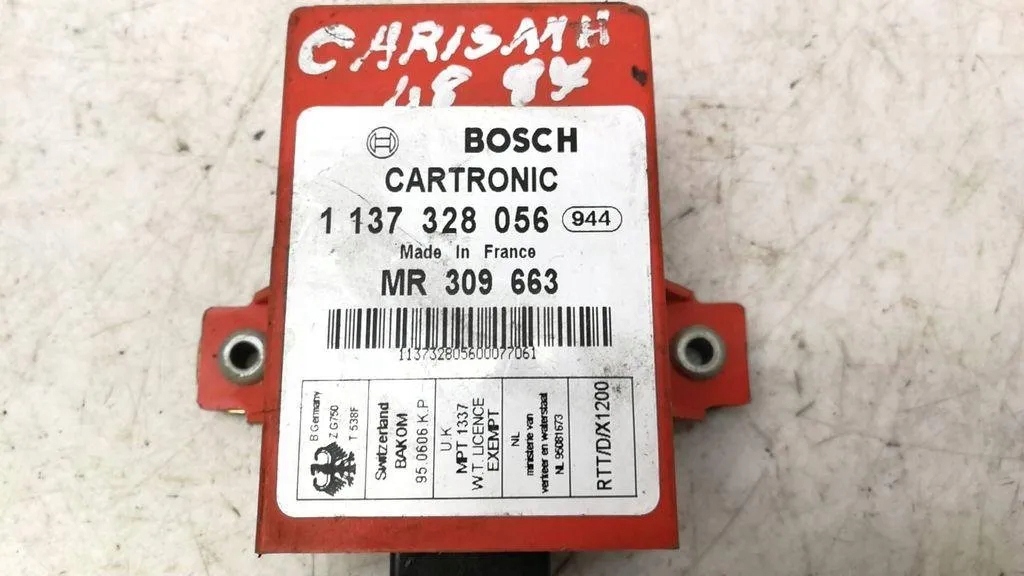 CARISMA
BOSCH
CARTRONIC
1 137 328 056 944
Made In France
MR 309 663
113732805600077061
B Germany
Z G750
T 538F
Switzerland
BAKOM
95 0606 K.P
U.K
MPT 1337
W.T. LICENCE
EXEMPT
NL
ministerie van
verkeer en waterstaat
NL 95081673
RTT/D/X1200